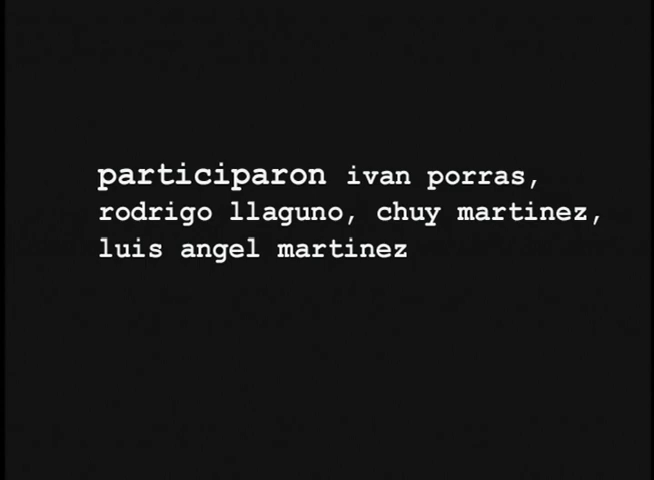 participaron ivan porras,
rodrigo llaguno, chuy martinez,
luis angel martinez